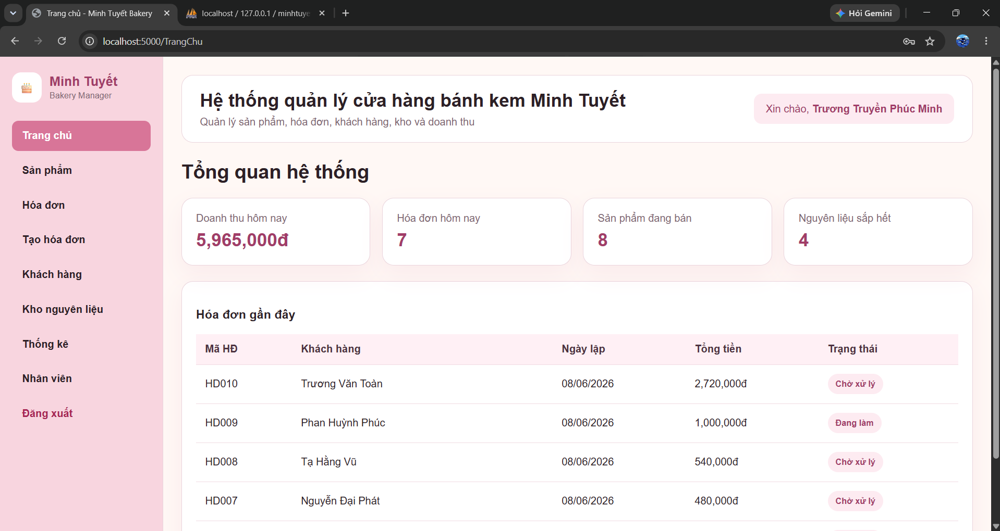 Trang chủ - Minh Tuyết Bakery
localhost / 127.0.0.1 / minhtuye
Hỏi Gemini
localhost:5000/TrangChu
Minh Tuyết
Bakery Manager
Trang chủ
Sản phẩm
Hóa đơn
Tạo hóa đơn
Khách hàng
Kho nguyên liệu
Thống kê
Nhân viên
Đăng xuất
Hệ thống quản lý cửa hàng bánh kem Minh Tuyết
Quản lý sản phẩm, hóa đơn, khách hàng, kho và doanh thu
Xin chào, Trương Truyền Phúc Minh
Tổng quan hệ thống
Doanh thu hôm nay
5,965,000đ
Hóa đơn hôm nay
7
Sản phẩm đang bán
8
Nguyên liệu sắp hết
4
Hóa đơn gần đây
Mã HĐ Khách hàng Ngày lập Tổng tiền Trạng thái
HD010 Trương Văn Toàn 08/06/2026 2,720,000đ Chờ xử lý
HD009 Phan Huỳnh Phúc 08/06/2026 1,000,000đ Đang làm
HD008 Tạ Hằng Vũ 08/06/2026 540,000đ Chờ xử lý
HD007 Nguyễn Đại Phát 08/06/2026 480,000đ Chờ xử lý